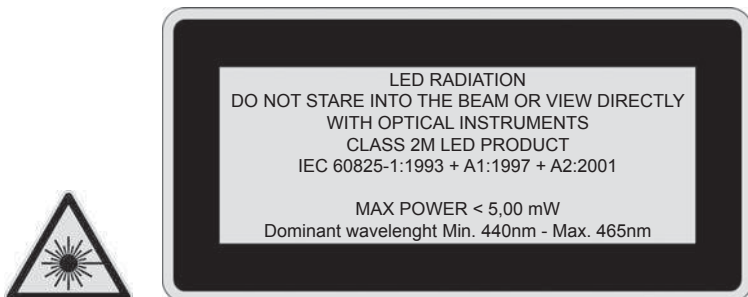 LED RADIATION
DO NOT STARE INTO THE BEAM OR VIEW DIRECTLY
WITH OPTICAL INSTRUMENTS
CLASS 2M LED PRODUCT
IEC 60825-1:1993 + A1:1997 + A2:2001
MAX POWER < 5,00 mW
Dominant wavelenght Min. 440nm - Max. 465nm